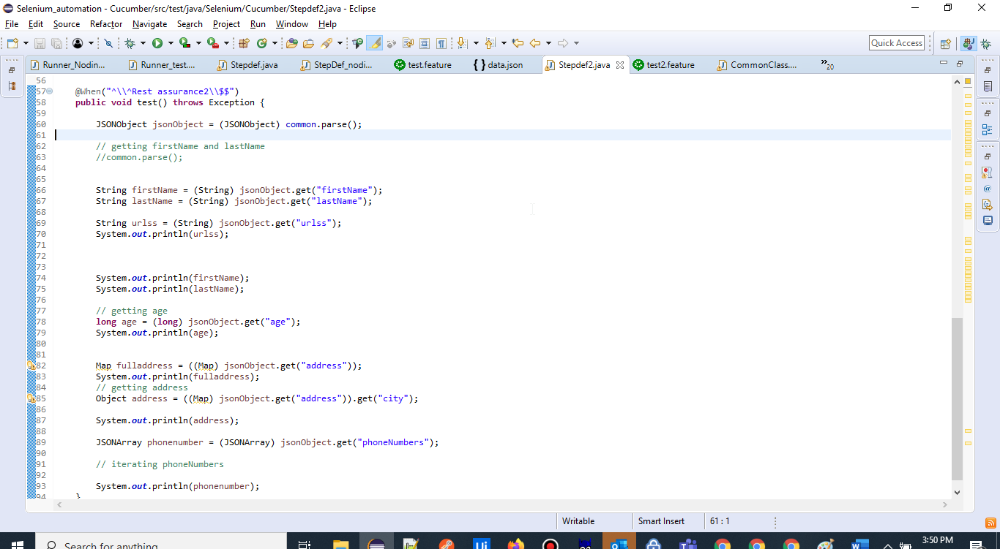 Selenium_automation - Cucumber/src/test/java/Selenium/Cucumber/Stepdef2.java - Eclipse
File Edit Source Refactor Navigate Search Project Run Window Help
Quick Access
Runner_Nodin... Runner_test.... Stepdef.java StepDef_nodi... test.feature { } data.json Stepdef2.java test2.feature CommonClass.... »20
56
57 @When("^\\^Rest assurance2\\$$")
58 public void test() throws Exception {
59
60 JSONObject jsonObject = (JSONObject) common.parse();
61
62 // getting firstName and lastName
63 //common.parse();
64
65
66 String firstName = (String) jsonObject.get("firstName");
67 String lastName = (String) jsonObject.get("lastName");
68
69 String urlss = (String) jsonObject.get("urlss");
70 System.out.println(urlss);
71
72
73
74 System.out.println(firstName);
75 System.out.println(lastName);
76
77 // getting age
78 long age = (long) jsonObject.get("age");
79 System.out.println(age);
80
81
82 Map fulladdress = ((Map) jsonObject.get("address"));
83 System.out.println(fulladdress);
84 // getting address
85 Object address = ((Map) jsonObject.get("address")).get("city");
86
87 System.out.println(address);
88
89 JSONArray phonenumber = (JSONArray) jsonObject.get("phoneNumbers");
90
91 // iterating phoneNumbers
92
93 System.out.println(phonenumber);
94 }
Writable Smart Insert 61 : 1
Search for anything
3:50 PM